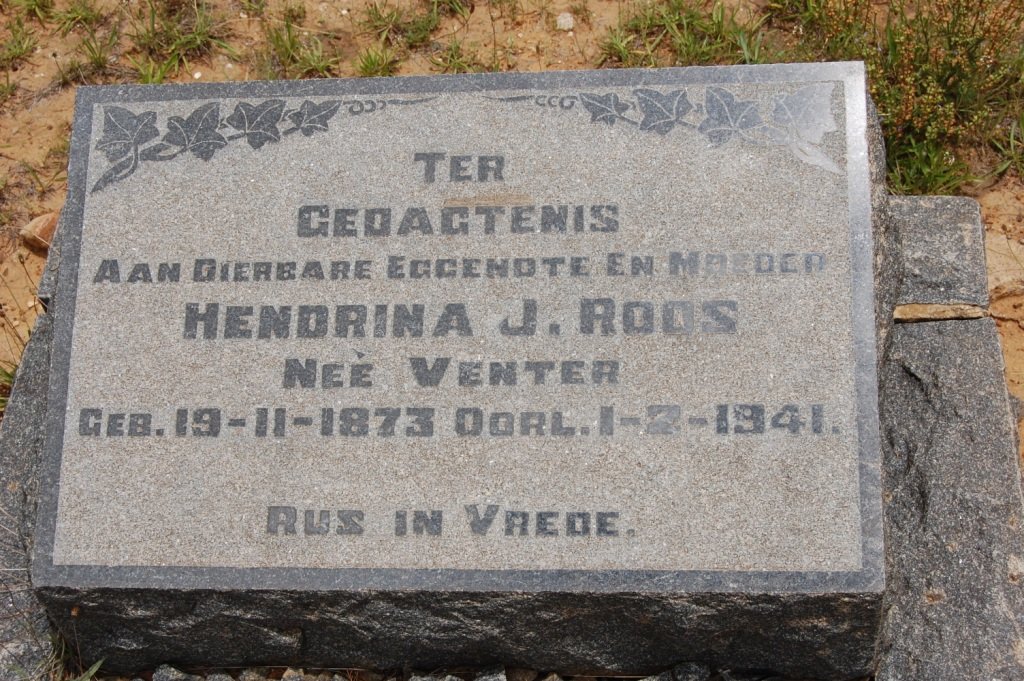 TER
GEDAGTENIS
AAN DIERBARE EGGENOTE EN MOEDER
HENDRINA J. ROOS
NEÈ VENTER
GEB. 19-11-1873 OORL. 1-2-1941.
RUS IN VREDE.